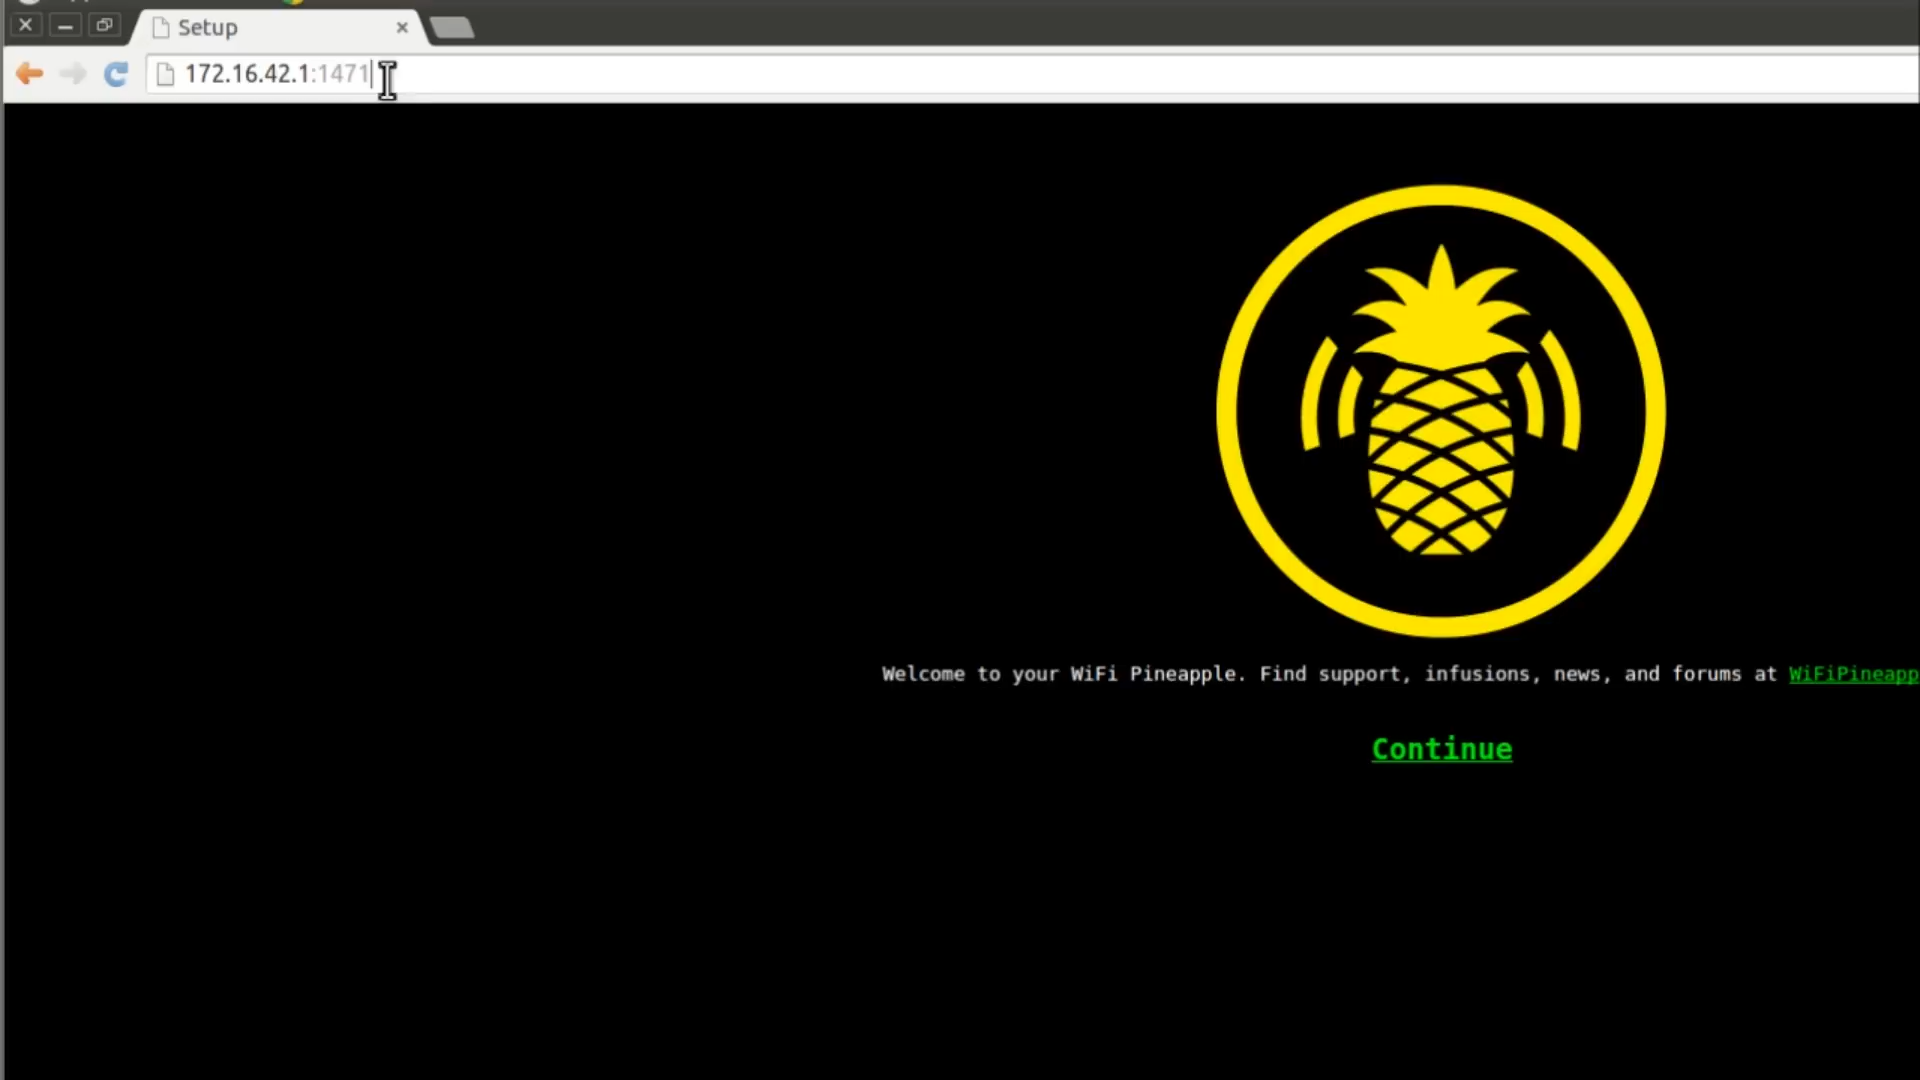 Setup
172.16.42.1:1471
Welcome to your WiFi Pineapple. Find support, infusions, news, and forums at WiFiPineapp
Continue